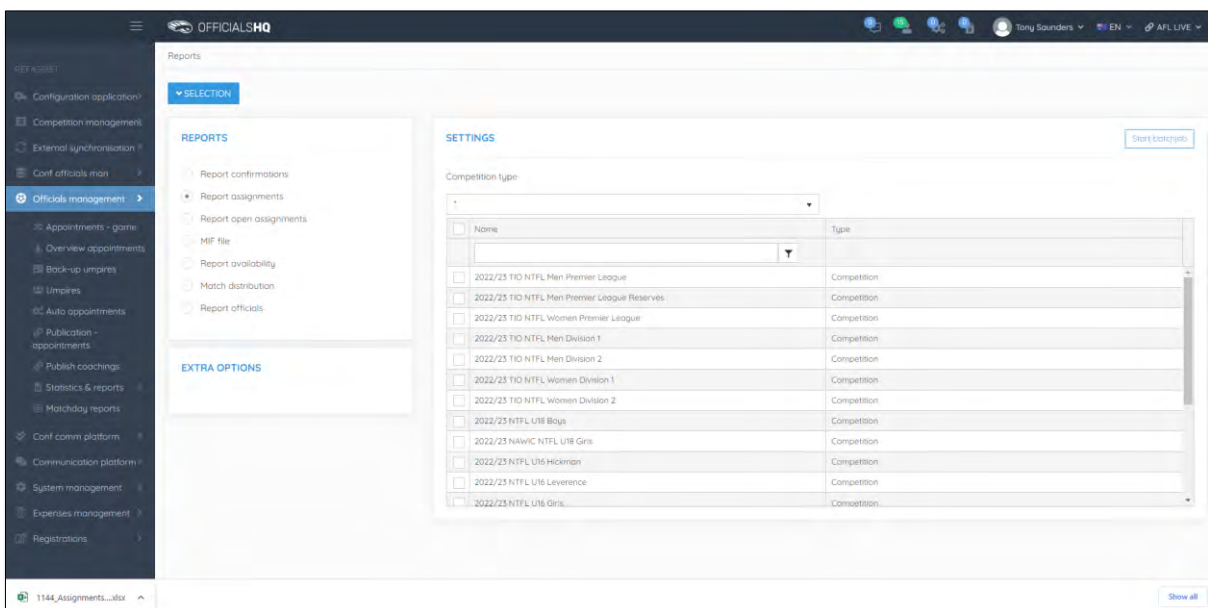 OFFICIALSHQ
0
15
0
0
Tony Saunders
EN
AFL LIVE
REFASSIST
Configuration application
Competition management
External synchronisation
Conf officials man
Officials management
Appointments - game
Overview appointments
Back-up umpires
Umpires
Auto appointments
Publication -
appointments
Publish coachings
Statistics & reports
Matchday reports
Conf comm platform
Communication platform
System management
Expenses management
Registrations
Reports
SELECTION
REPORTS
Report confirmations
Report assignments
Report open assignments
MIF file
Report availability
Match distribution
Report officials
EXTRA OPTIONS
SETTINGS
Start batchjob
Competition type
*
Name Type
2022/23 TIO NTFL Men Premier League Competition
2022/23 TIO NTFL Men Premier League Reserves Competition
2022/23 TIO NTFL Women Premier League Competition
2022/23 TIO NTFL Men Division 1 Competition
2022/23 TIO NTFL Men Division 2 Competition
2022/23 TIO NTFL Women Division 1 Competition
2022/23 TIO NTFL Women Division 2 Competition
2022/23 NTFL U18 Boys Competition
2022/23 NAWIC NTFL U18 Girls Competition
2022/23 NTFL U16 Hickman Competition
2022/23 NTFL U16 Leverence Competition
2022/23 NTFL U16 Girls Competition
1144_Assignments....xlsx
Show all